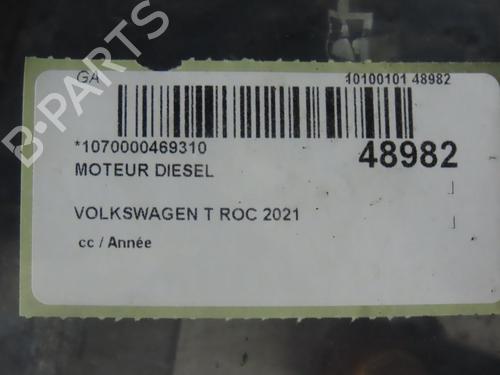 GA 10100101 48982
*1070000469310 48982
MOTEUR DIESEL
VOLKSWAGEN T ROC 2021
cc / Année
B-PARTS